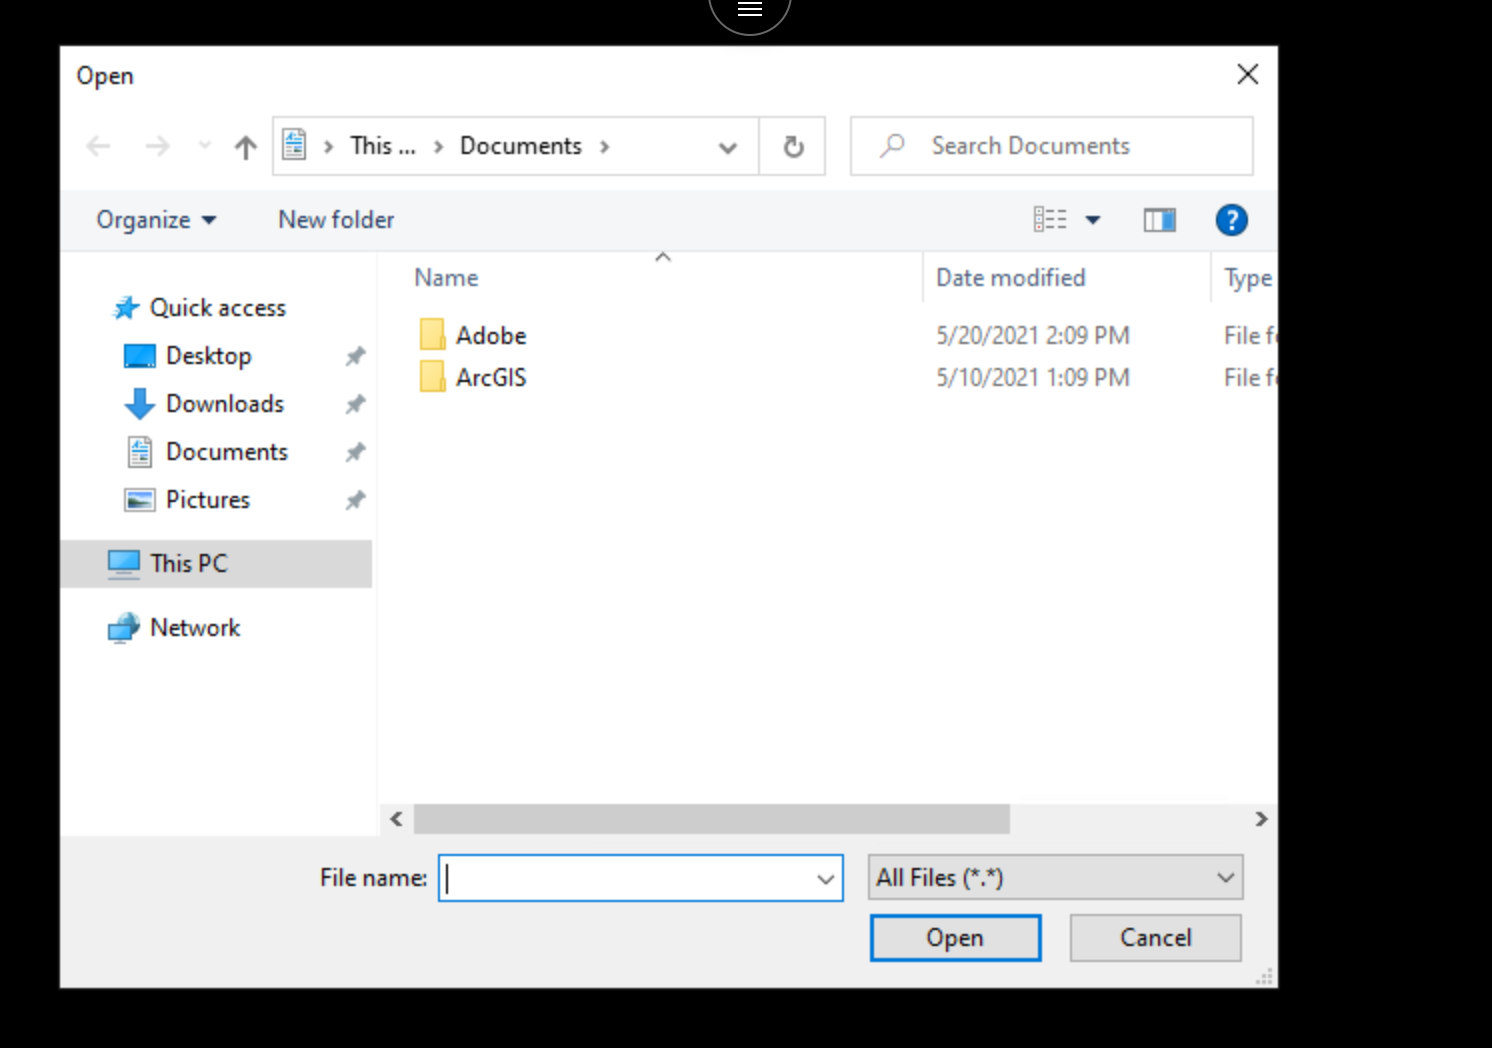 Open
This ... Documents
Search Documents
Organize New folder
?
Name Date modified Type
Quick access
Adobe 5/20/2021 2:09 PM File f
Desktop
ArcGIS 5/10/2021 1:09 PM File f
Downloads
Documents
Pictures
This PC
Network
File name: All Files (*.*)
Open Cancel